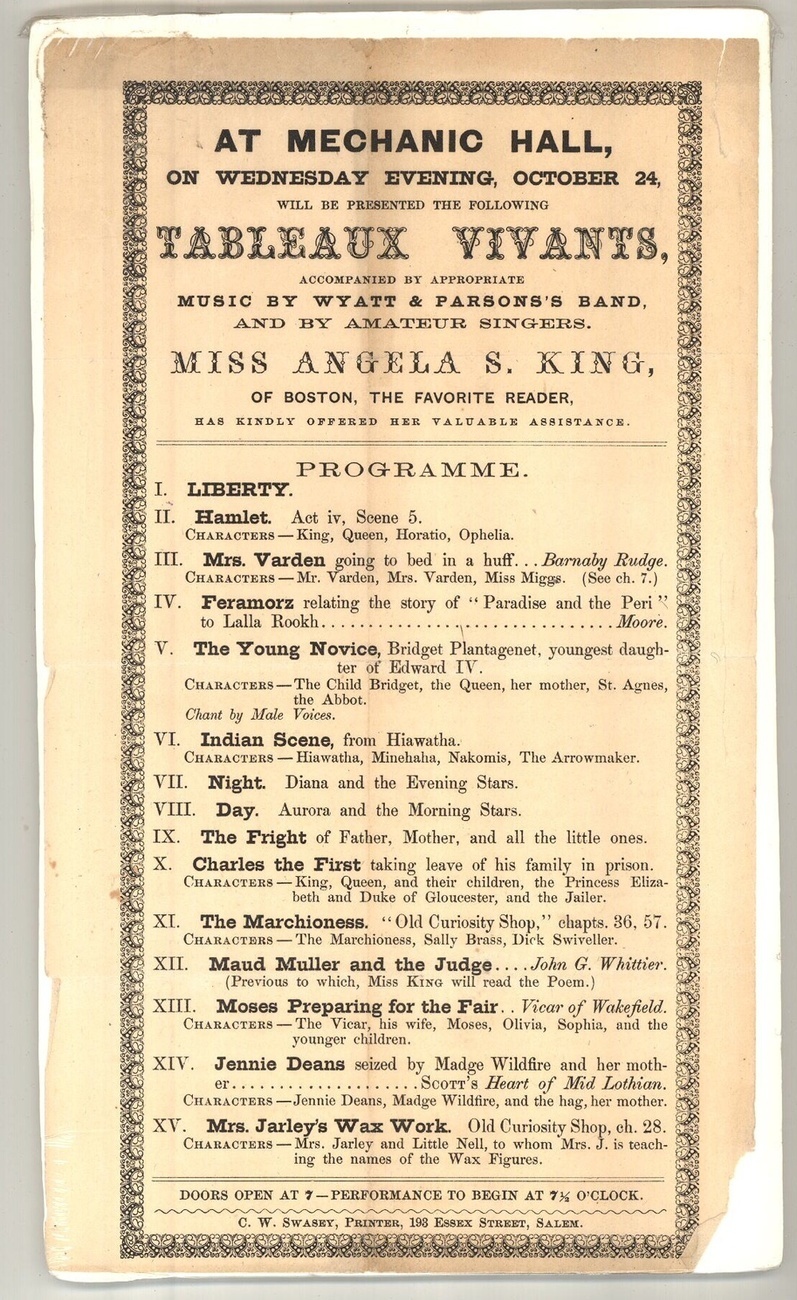 AT MECHANIC HALL,
ON WEDNESDAY EVENING, OCTOBER 24,
WILL BE PRESENTED THE FOLLOWING
TABLEAUX VIVANTS,
ACCOMPANIED BY APPROPRIATE
MUSIC BY WYATT & PARSONS'S BAND,
AND BY AMATEUR SINGERS.
MISS ANGELA S. KING,
OF BOSTON, THE FAVORITE READER,
HAS KINDLY OFFERED HER VALUABLE ASSISTANCE.
PROGRAMME.
I. LIBERTY.
II. Hamlet. Act iv, Scene 5.
CHARACTERS — King, Queen, Horatio, Ophelia.
III. Mrs. Varden going to bed in a huff. . . Barnaby Rudge.
CHARACTERS — Mr. Varden, Mrs. Varden, Miss Miggs. (See ch. 7.)
IV. Feramorz relating the story of “ Paradise and the Peri ”
to Lalla Rookh. . . . . . . . . . . . . . . . . . . . . . . . . . . . . . Moore.
V. The Young Novice, Bridget Plantagenet, youngest daugh-
ter of Edward IV.
CHARACTERS — The Child Bridget, the Queen, her mother, St. Agnes,
the Abbot.
Chant by Male Voices.
VI. Indian Scene, from Hiawatha.
CHARACTERS — Hiawatha, Minehaha, Nakomis, The Arrowmaker.
VII. Night. Diana and the Evening Stars.
VIII. Day. Aurora and the Morning Stars.
IX. The Fright of Father, Mother, and all the little ones.
X. Charles the First taking leave of his family in prison.
CHARACTERS — King, Queen, and their children, the Princess Eliza-
beth and Duke of Gloucester, and the Jailer.
XI. The Marchioness. “Old Curiosity Shop,” chapts. 36, 57.
CHARACTERS — The Marchioness, Sally Brass, Dick Swiveller.
XII. Maud Muller and the Judge. . . . John G. Whittier.
(Previous to which, Miss KING will read the Poem.)
XIII. Moses Preparing for the Fair. . Vicar of Wakefield.
CHARACTERS — The Vicar, his wife, Moses, Olivia, Sophia, and the
younger children.
XIV. Jennie Deans seized by Madge Wildfire and her moth-
er. . . . . . . . . . . . . . . . . . . SCOTT'S Heart of Mid Lothian.
CHARACTERS — Jennie Deans, Madge Wildfire, and the hag, her mother.
XV. Mrs. Jarley's Wax Work. Old Curiosity Shop, ch. 28.
CHARACTERS — Mrs. Jarley and Little Nell, to whom Mrs. J. is teach-
ing the names of the Wax Figures.
DOORS OPEN AT 7 — PERFORMANCE TO BEGIN AT 7½ O'CLOCK.
C. W. SWASEY, PRINTER, 193 ESSEX STREET, SALEM.